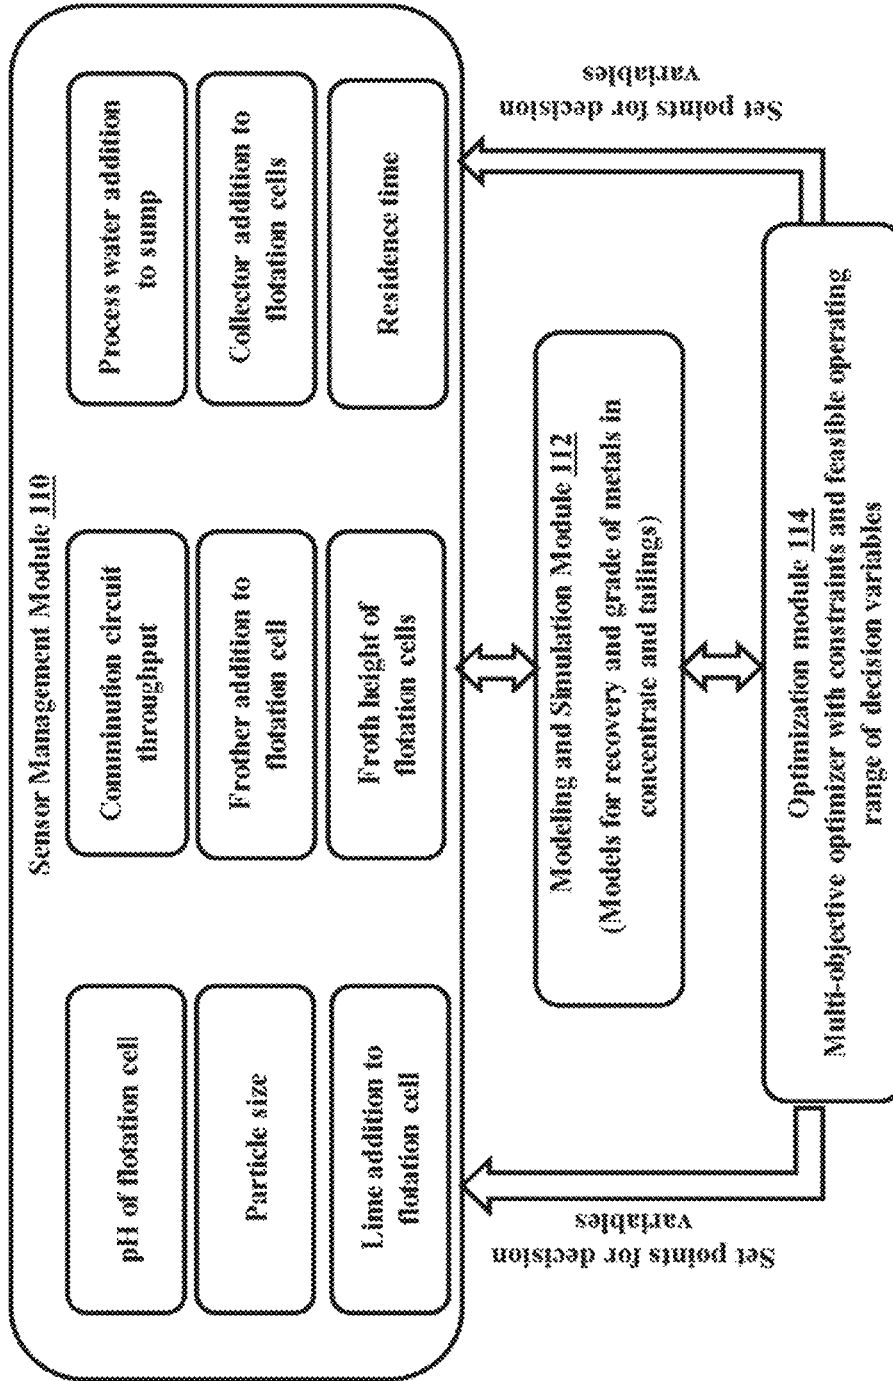 Sensor Management Module 110
pH of flotation cell
Particle size
Lime addition to
flotation cell
Comminution circuit
throughput
Frother addition to
flotation cell
Froth height of
flotation cells
Process water addition
to sump
Collector addition to
flotation cells
Residence time
Modeling and Simulation Module 112
(Models for recovery and grade of metals in
concentrate and tailings)
Optimization module 114
Multi-objective optimizer with constraints and feasible operating
range of decision variables
Set points for decision
variables
Set points for decision
variables